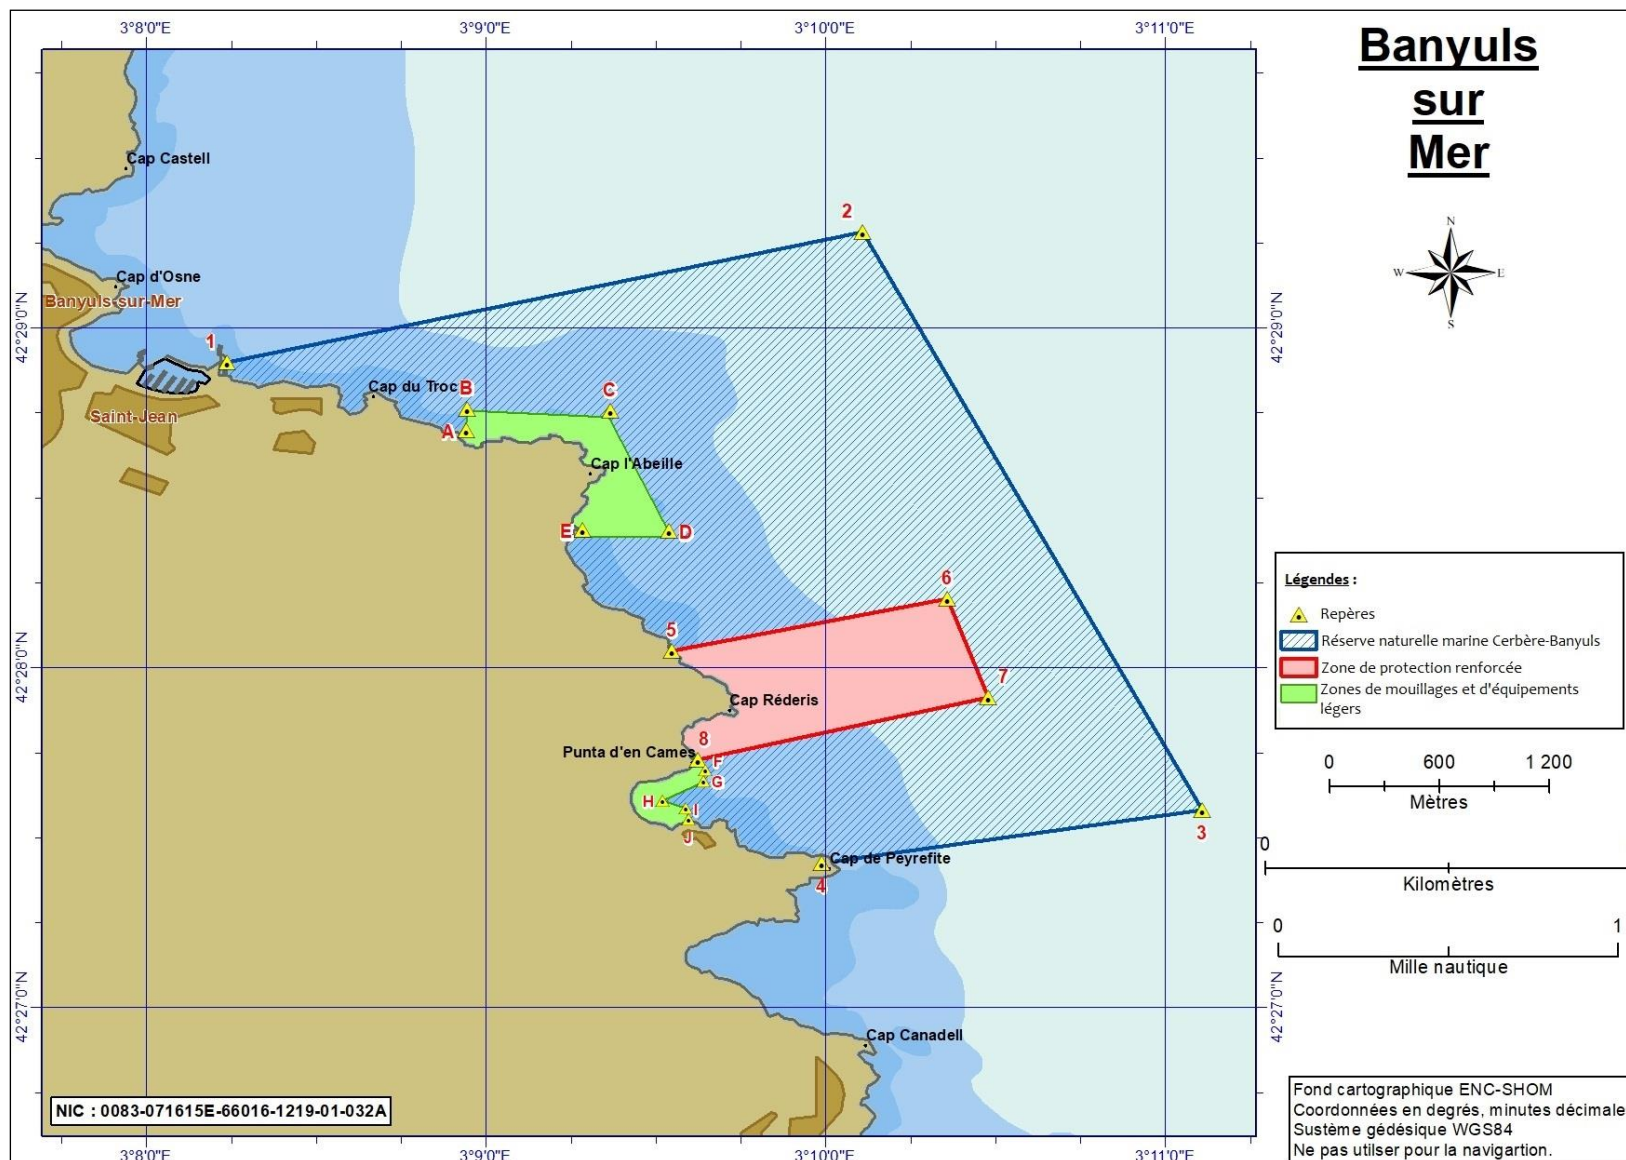 3°8'0"E
3°9'0"E
3°10'0"E
3°11'0"E
Banyuls
sur
Mer
Cap Castell
N
W
E
S
2
Cap d'Osne
Banyuls-sur-Mer
42°29'0"N
42°29'0"N
1
Cap du Troc
B
C
Saint-Jean
A
Cap l'Abeille
E
D
6
5
42°28'0"N
42°28'0"N
7
Cap Réderis
8
Punta d'en Cames
F
G
H
I
J
3
Cap de Peyrefite
4
42°27'0"N
42°27'0"N
Cap Canadell
NIC : 0083-071615E-66016-1219-01-032A
3°8'0"E
3°9'0"E
3°10'0"E
3°11'0"E
Légendes :
Repères
Réserve naturelle marine Cerbère-Banyuls
Zone de protection renforcée
Zones de mouillages et d'équipements
légers
0 600 1 200
Mètres
0
Kilomètres
0 1
Mille nautique
Fond cartographique ENC-SHOM
Coordonnées en degrés, minutes décimale
Sustème gédésique WGS84
Ne pas utilser pour la navigartion.